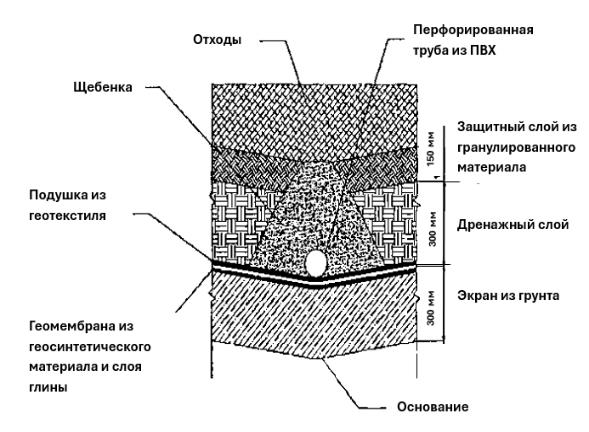 Отходы
Перфорированная
труба из ПВХ
Щебенка
Защитный слой из
гранулированного
материала
150 мм
Подушка из
геотекстиля
Дренажный слой
300 мм
Экран из грунта
300 мм
Геомембрана из
геосинтетического
материала и слоя
глины
Основание